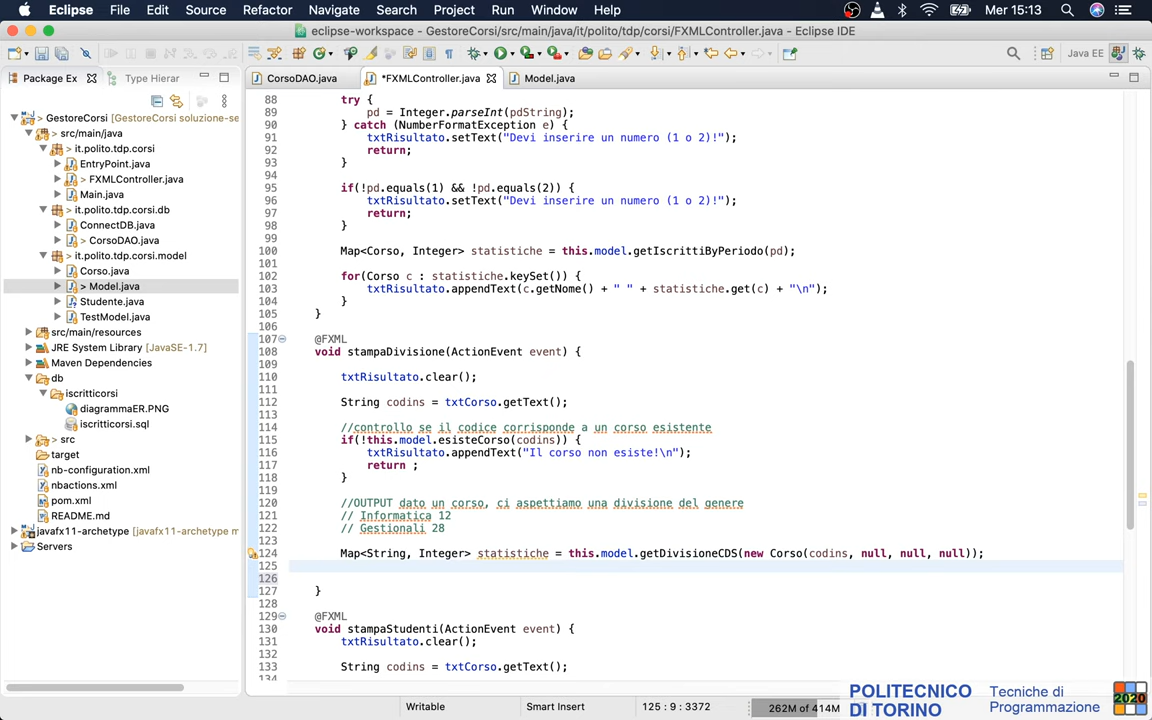 Eclipse File Edit Source Refactor Navigate Search Project Run Window Help Mer 15:13
eclipse-workspace - GestoreCorsi/src/main/java/it/polito/tdp/corsi/FXMLController.java - Eclipse IDE
Java EE
Package Ex Type Hierar
CorsoDAO.java *FXMLController.java Model.java
> GestoreCorsi [GestoreCorsi soluzione-se
> src/main/java
> it.polito.tdp.corsi
EntryPoint.java
> FXMLController.java
Main.java
> it.polito.tdp.corsi.db
ConnectDB.java
> CorsoDAO.java
> it.polito.tdp.corsi.model
Corso.java
> Model.java
Studente.java
TestModel.java
src/main/resources
JRE System Library [JavaSE-1.7]
Maven Dependencies
db
iscritticorsi
diagrammaER.PNG
iscritticorsi.sql
> src
target
nb-configuration.xml
nbactions.xml
pom.xml
README.md
javafx11-archetype [javafx11-archetype m
Servers
88 try {
89 pd = Integer.parseInt(pdString);
90 } catch (NumberFormatException e) {
91 txtRisultato.setText("Devi inserire un numero (1 o 2)!");
92 return;
93 }
94
95 if(!pd.equals(1) && !pd.equals(2)) {
96 txtRisultato.setText("Devi inserire un numero (1 o 2)!");
97 return;
98 }
99
100 Map<Corso, Integer> statistiche = this.model.getIscrittiByPeriodo(pd);
101
102 for(Corso c : statistiche.keySet()) {
103 txtRisultato.appendText(c.getNome() + " " + statistiche.get(c) + "\n");
104 }
105 }
106
107 @FXML
108 void stampaDivisione(ActionEvent event) {
109
110 txtRisultato.clear();
111
112 String codins = txtCorso.getText();
113
114 //controllo se il codice corrisponde a un corso esistente
115 if(!this.model.esisteCorso(codins)) {
116 txtRisultato.appendText("Il corso non esiste!\n");
117 return ;
118 }
119
120 //OUTPUT dato un corso, ci aspettiamo una divisione del genere
121 // Informatica 12
122 // Gestionali 28
123
124 Map<String, Integer> statistiche = this.model.getDivisioneCDS(new Corso(codins, null, null, null));
125
126
127 }
128
129 @FXML
130 void stampaStudenti(ActionEvent event) {
131 txtRisultato.clear();
132
133 String codins = txtCorso.getText();
134
Writable Smart Insert 125 : 9 : 3372 262M of 414M
POLITECNICO
DI TORINO
Tecniche di
Programmazione
2020